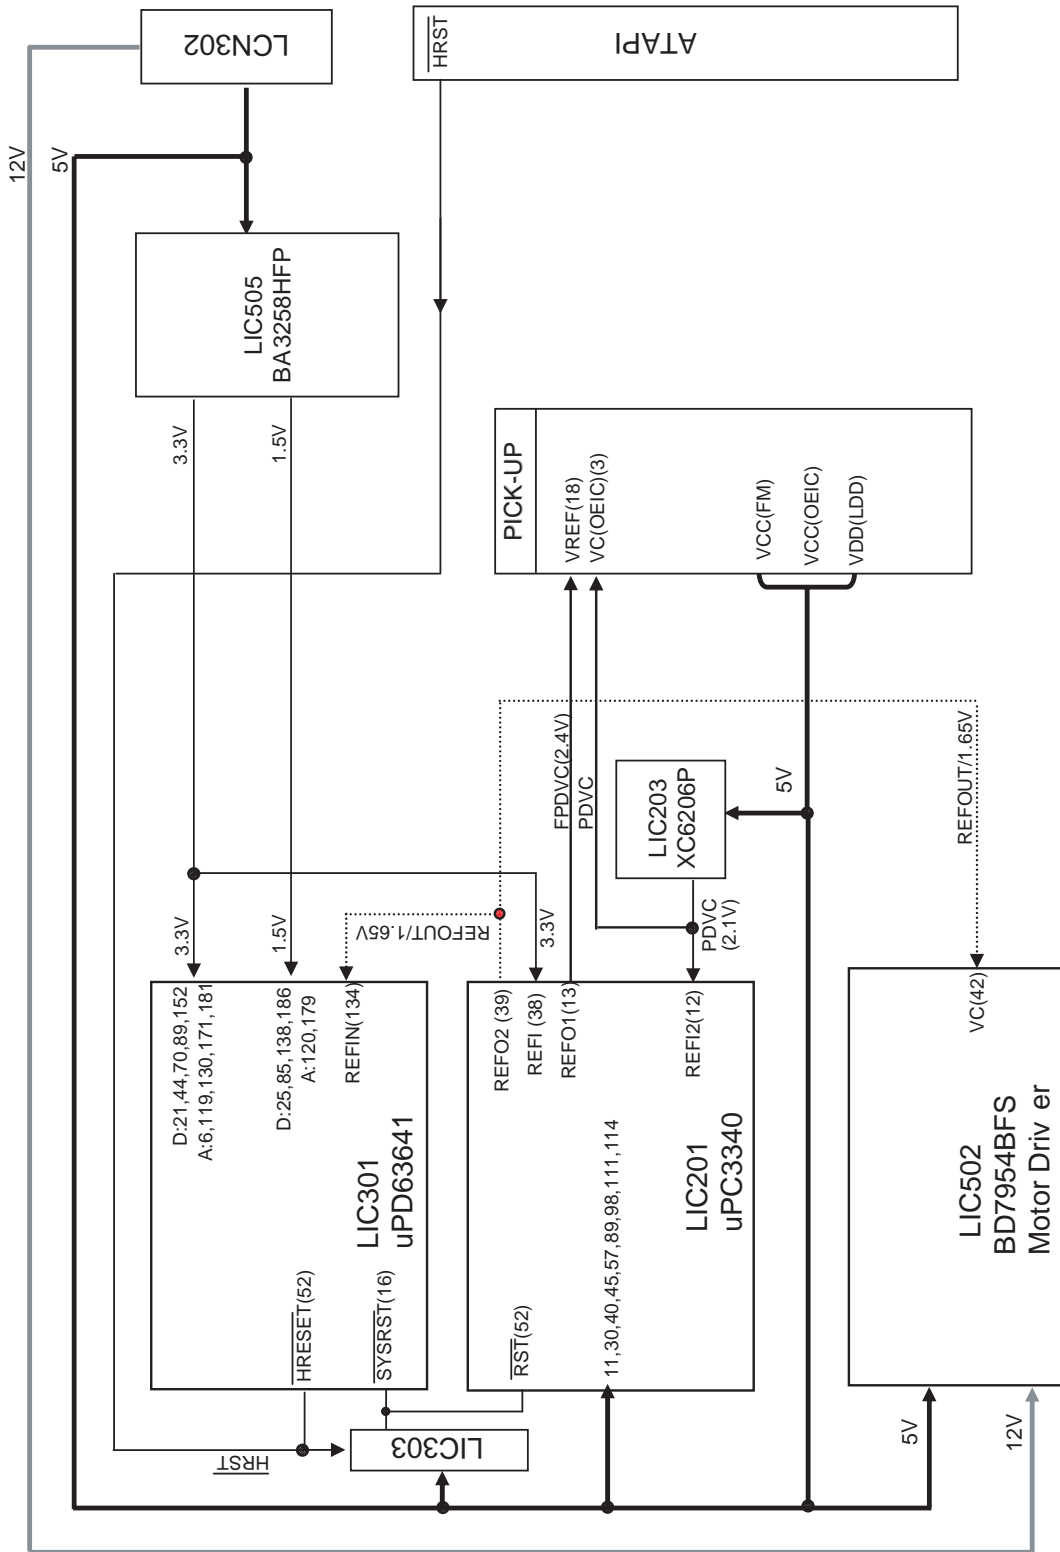 LCN302
12V
5V
LIC505
BA3258HFP
3.3V
1.5V
3.3V
1.5V
D:21,44,70,89,152
A:6,119,130,171,181
D:25,85,138,186
A:120,179
REFIN(134)
LIC301
uPD63641
HRESET(52)
SYSRST(16)
HRST
LIC303
ATAPI
HRST
PICK-UP
VREF(18)
VC(OEIC)(3)
VCC(FM)
VCC(OEIC)
VDD(LDD)
FPDVC(2.4V)
PDVC
LIC203
XC6206P
5V
PDVC
(2.1V)
REFOUT/1.65V
3.3V
REFOUT/1.65V
REFO2 (39)
REFI (38)
REFO1(13)
REFI2(12)
RST(52)
11,30,40,45,57,89,98,111,114
LIC201
uPC3340
VC(42)
LIC502
BD7954BFS
Motor Driv er
5V
12V